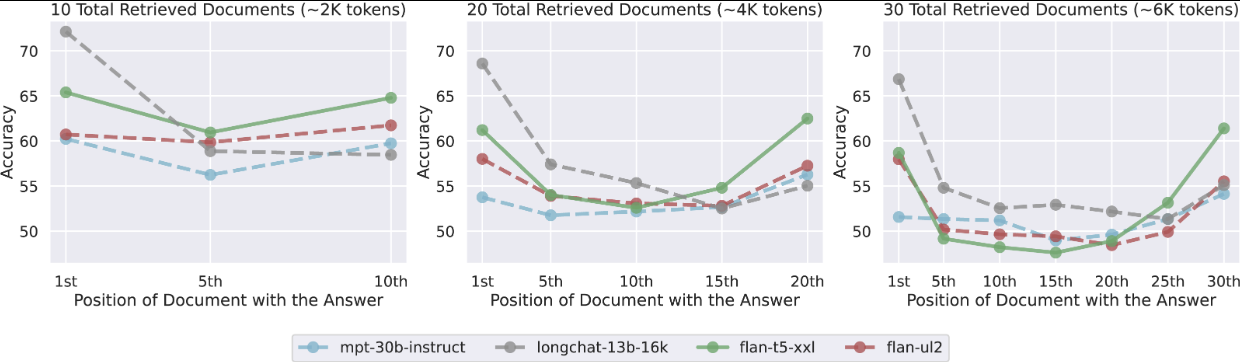 10 Total Retrieved Documents (~2K tokens)
Accuracy
70
65
60
55
50
1st
5th
10th
Position of Document with the Answer
20 Total Retrieved Documents (~4K tokens)
Accuracy
70
65
60
55
50
1st
5th
10th
15th
20th
Position of Document with the Answer
30 Total Retrieved Documents (~6K tokens)
Accuracy
70
65
60
55
50
1st
5th
10th
15th
20th
25th
30th
Position of Document with the Answer
mpt-30b-instruct
longchat-13b-16k
flan-t5-xxl
flan-ul2